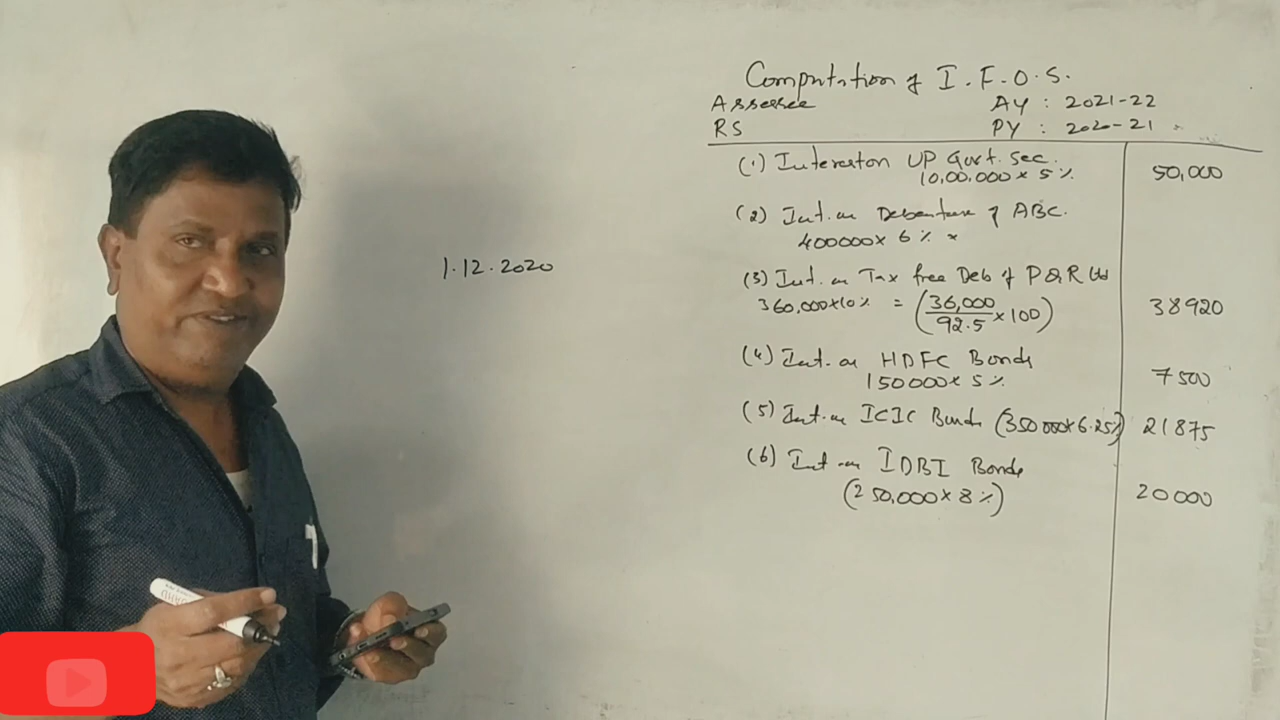 Computation of I.F.O.S.
Assessee AY : 2021-22
RS PY : 2020-21
(1) Interest on UP Govt. Sec. 50,000
10,00,000 x 5%
(2) Int. on Debenture of ABC.
400000 x 6% x
1.12.2020
(3) Int. on Tax free Deb of P&R Ltd
360,000x10% = (36,000/92.5 x 100) 38920
(4) Int. on HDFC Bonds
150000 x 5% 7500
(5) Int. on ICIC Bonds (350000x6.25%) 21875
(6) Int on IDBI Bonds
(250,000 x 8%) 20000